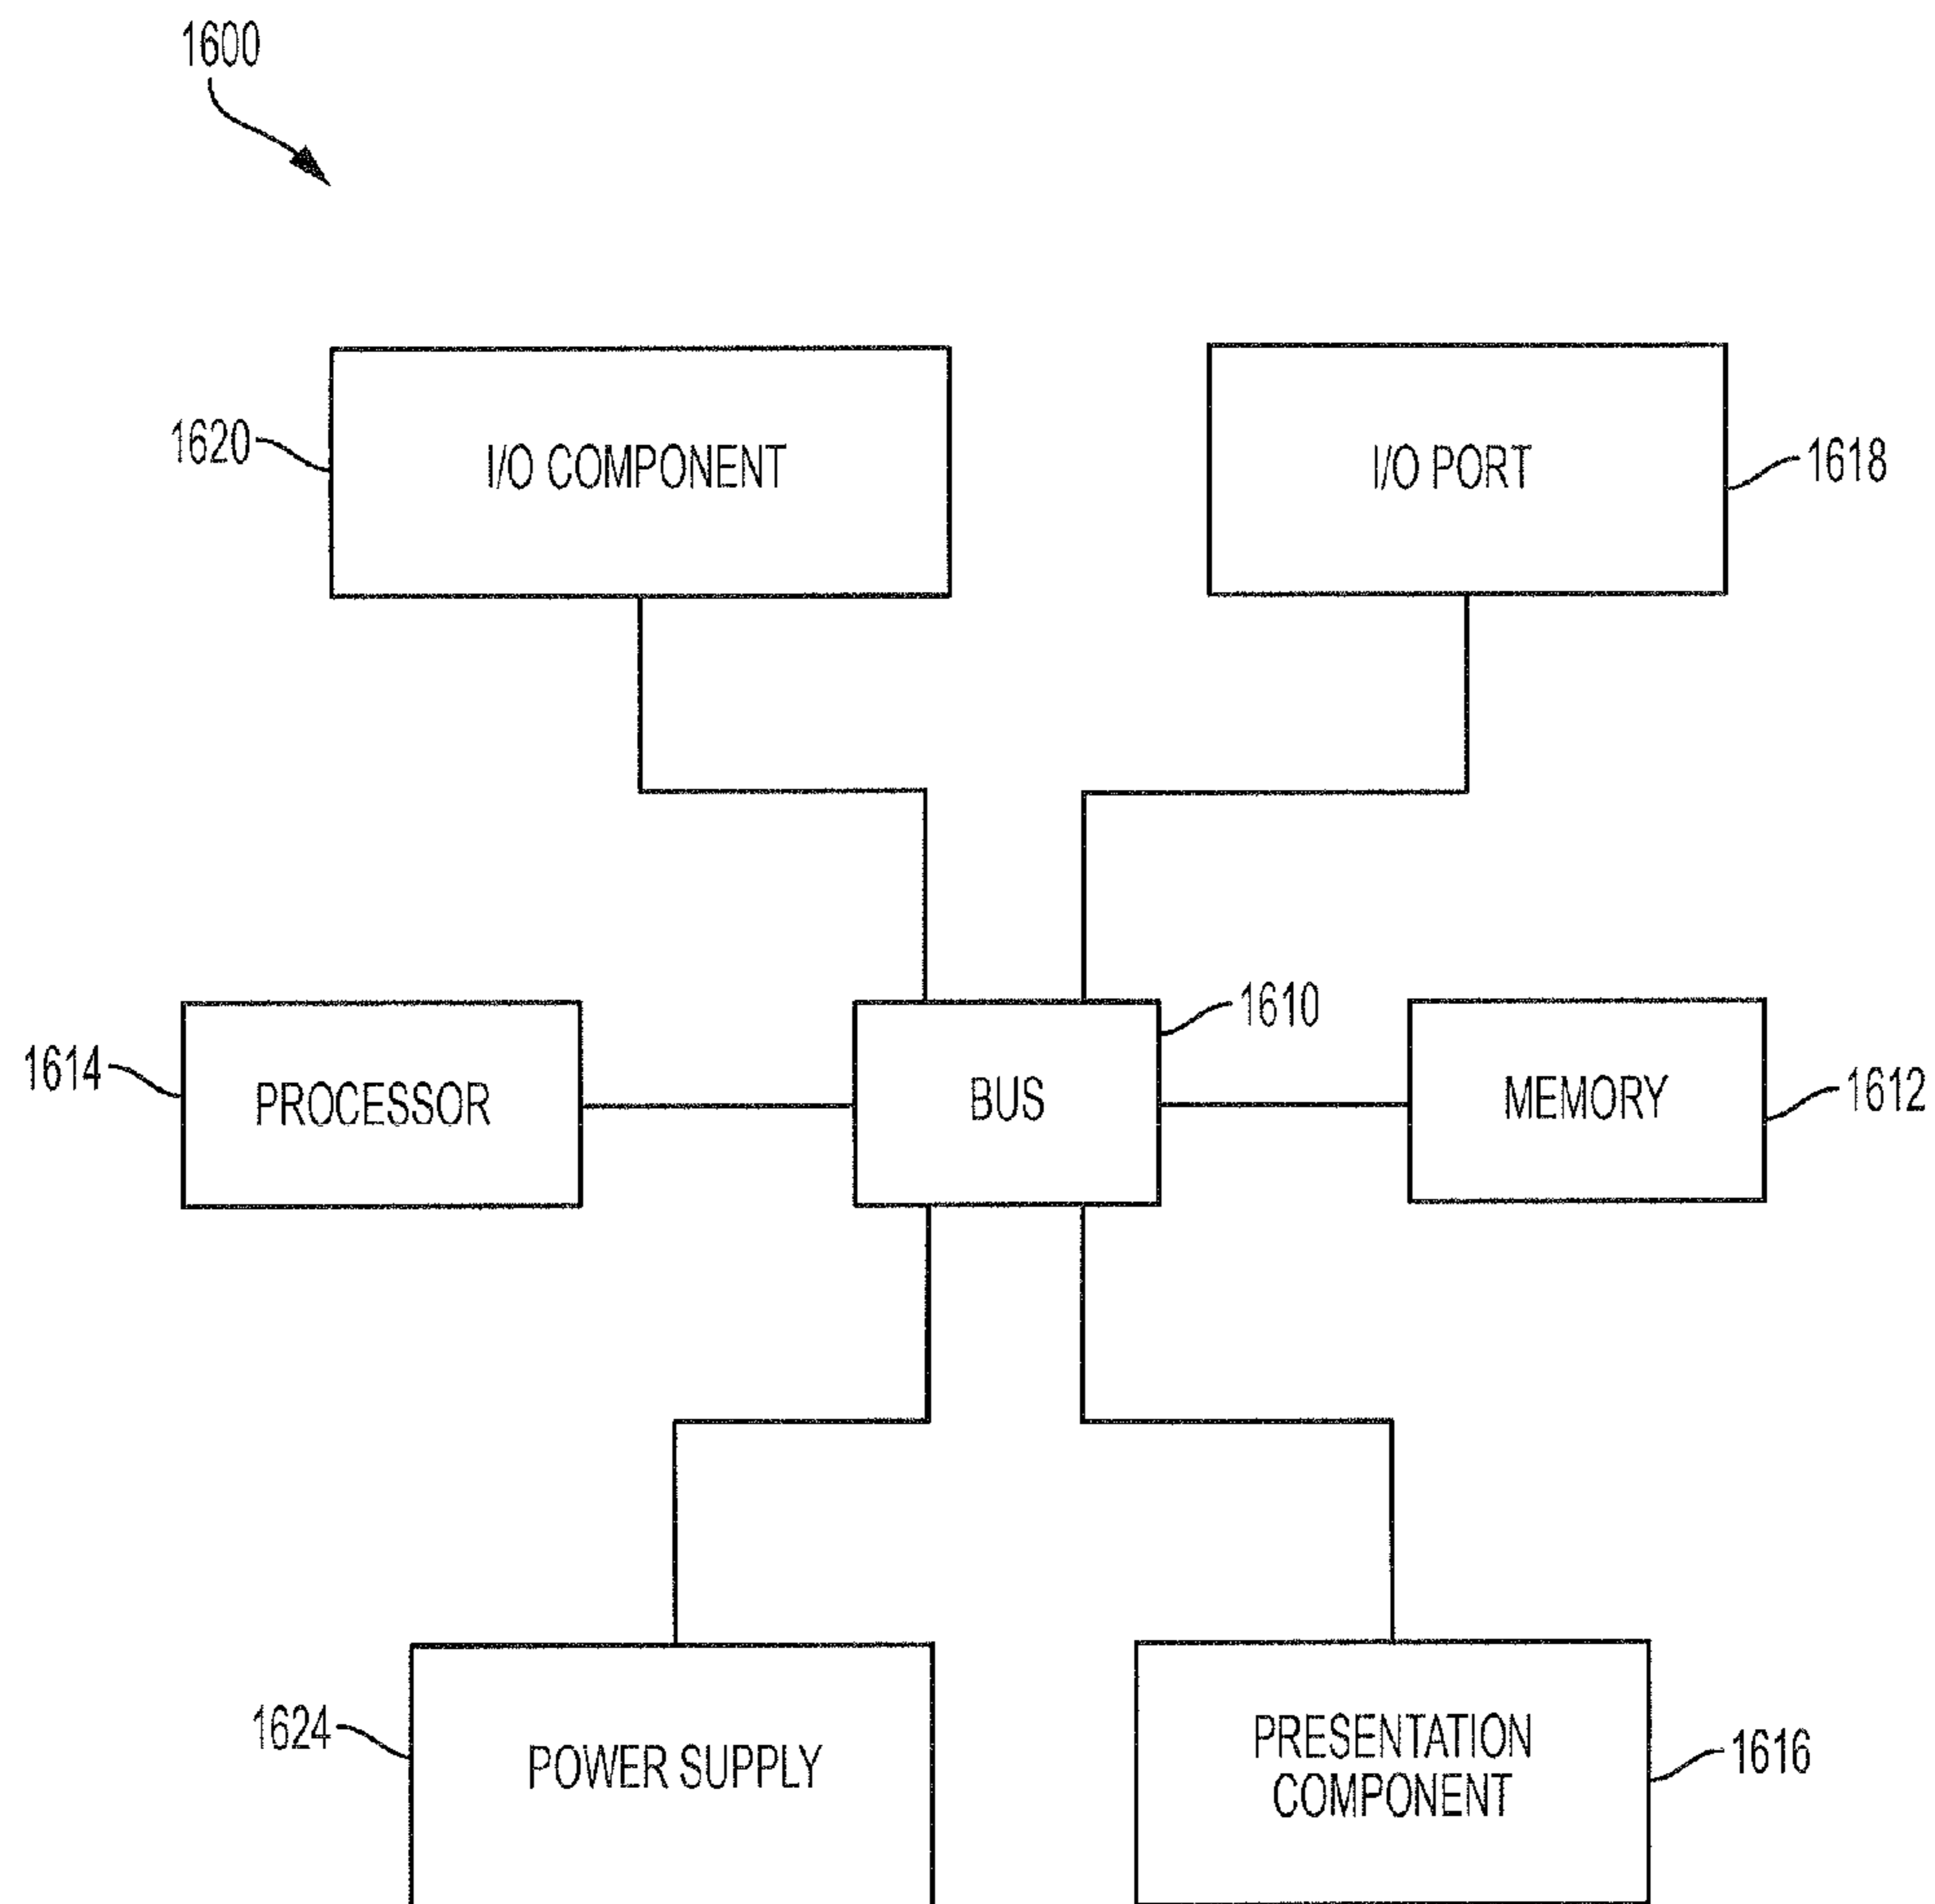 1600
1620
I/O COMPONENT
I/O PORT
1618
1614
PROCESSOR
BUS
1610
MEMORY
1612
1624
POWER SUPPLY
PRESENTATION
COMPONENT
1616